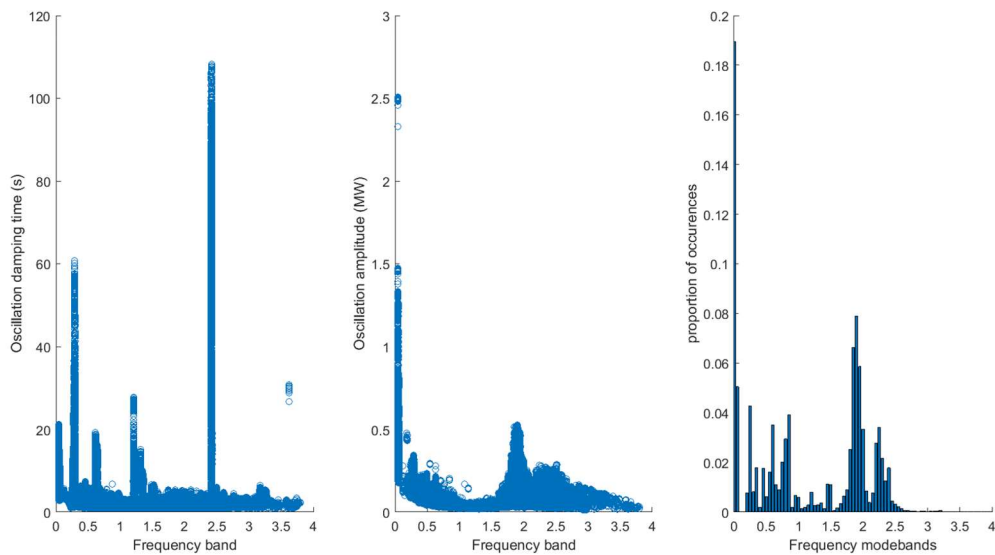 120
100
80
60
40
20
0
Oscillation damping time (s)
0 0.5 1 1.5 2 2.5 3 3.5 4
Frequency band
3
2.5
2
1.5
1
0.5
0
Oscillation amplitude (MW)
0 0.5 1 1.5 2 2.5 3 3.5 4
Frequency band
0.2
0.18
0.16
0.14
0.12
0.1
0.08
0.06
0.04
0.02
0
proportion of occurences
0 0.5 1 1.5 2 2.5 3 3.5 4
Frequency modebands